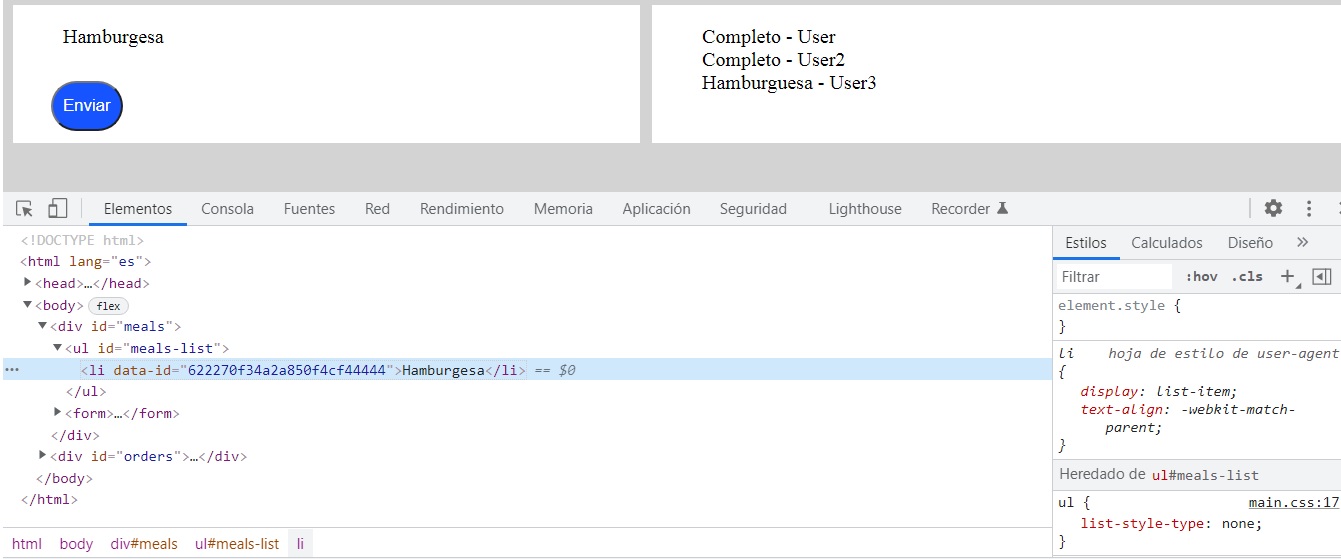 Hamburgesa
Enviar
Completo - User
Completo - User2
Hamburguesa - User3
Elementos Consola Fuentes Red Rendimiento Memoria Aplicación Seguridad Lighthouse Recorder
<!DOCTYPE html>
<html lang="es">
<head>…</head>
<body> flex
<div id="meals">
<ul id="meals-list">
<li data-id="622270f34a2a850f4cf44444">Hamburgesa</li> == $0
</ul>
<form>…</form>
</div>
<div id="orders">…</div>
</body>
</html>
html body div#meals ul#meals-list li
Estilos Calculados Diseño »
Filtrar :hov .cls +
element.style {
}
li hoja de estilo de user-agent
{
display: list-item;
text-align: -webkit-match-
parent;
}
Heredado de ul#meals-list
ul { main.css:17
list-style-type: none;
}